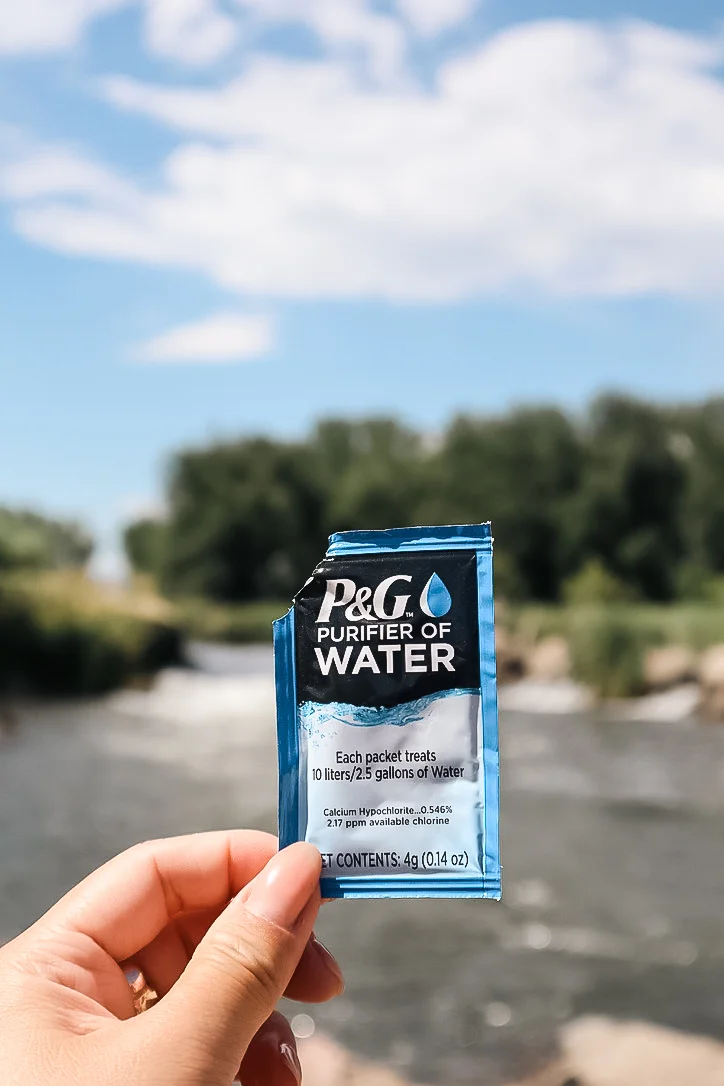 P&G™
PURIFIER OF
WATER
Each packet treats
10 liters/2.5 gallons of Water
Calcium Hypochlorite...0.546%
2.17 ppm available chlorine
ET CONTENTS: 4g (0.14 oz)